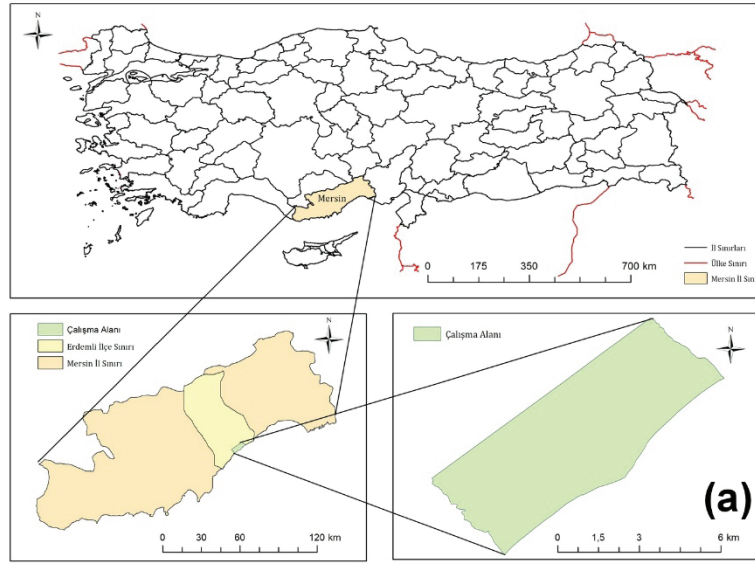 N
Mersin
İl Sınırları
Ülke Sınırı
Mersin İl Sın
0 175 350 700 km
Çalışma Alanı
Erdemli İlçe Sınırı
Mersin İl Sınırı
N
0 30 60 120 km
Çalışma Alanı
N
(a)
0 1,5 3 6 km